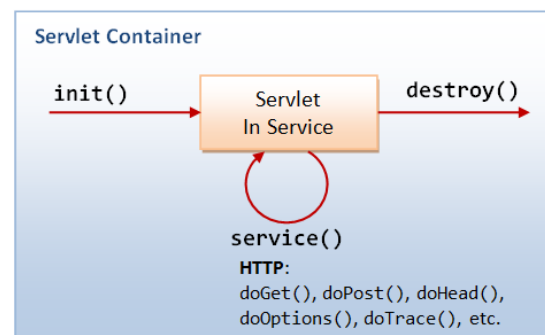 Servlet Container
init()
Servlet
In Service
destroy()
service()
HTTP:
doGet(), doPost(), doHead(),
doOptions(), doTrace(), etc.